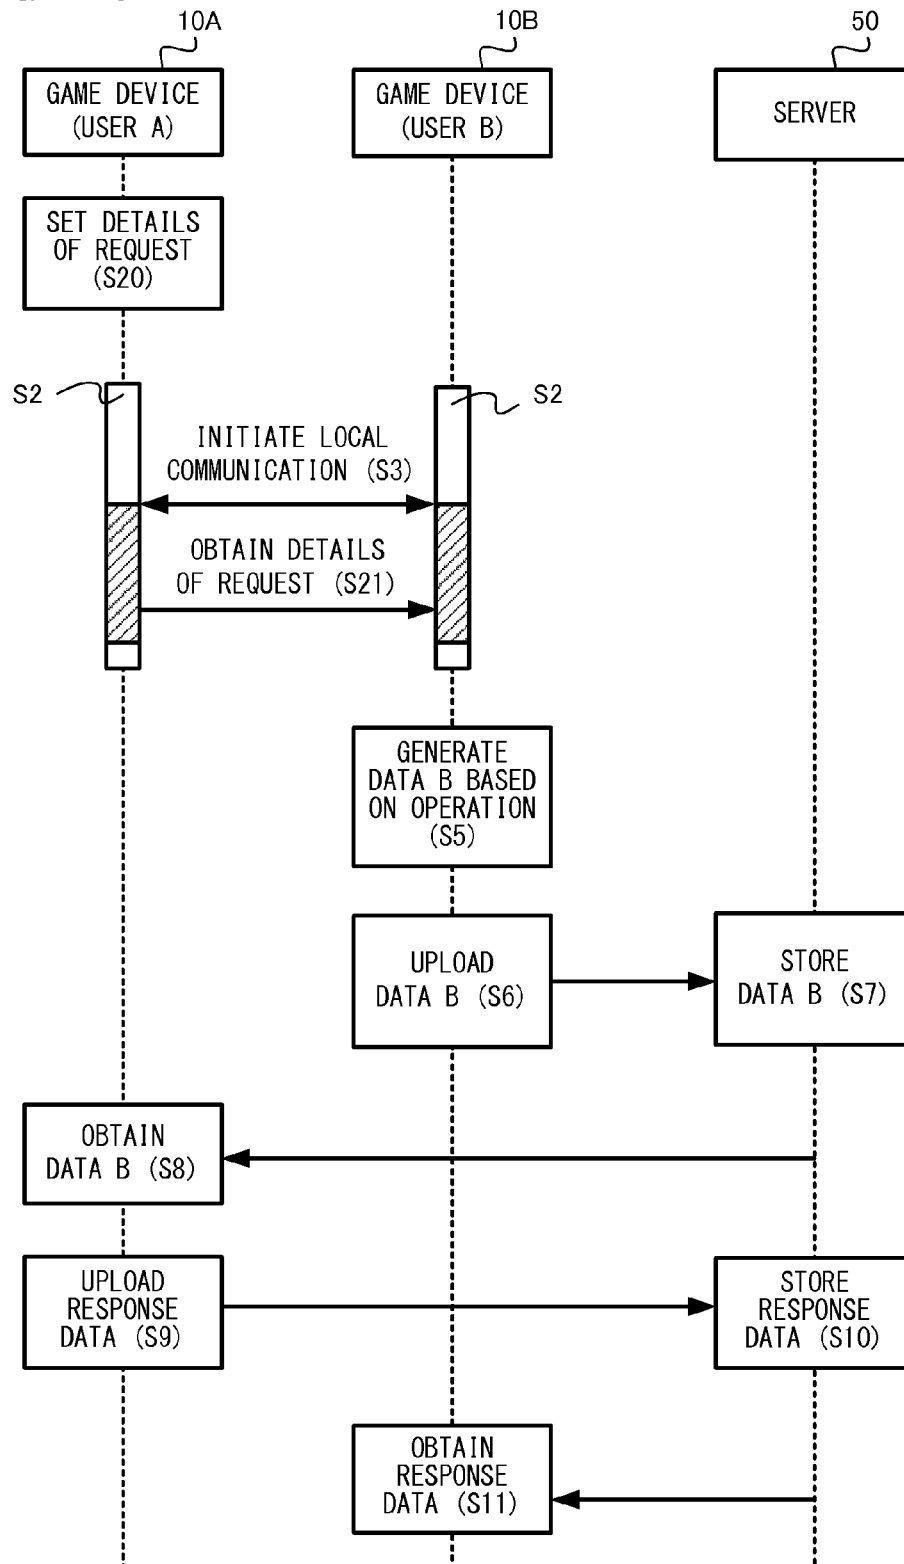 10A
10B
50
GAME DEVICE
(USER A)
GAME DEVICE
(USER B)
SERVER
SET DETAILS
OF REQUEST
(S20)
S2
S2
INITIATE LOCAL
COMMUNICATION (S3)
OBTAIN DETAILS
OF REQUEST (S21)
GENERATE
DATA B BASED
ON OPERATION
(S5)
UPLOAD
DATA B (S6)
STORE
DATA B (S7)
OBTAIN
DATA B (S8)
UPLOAD
RESPONSE
DATA (S9)
STORE
RESPONSE
DATA (S10)
OBTAIN
RESPONSE
DATA (S11)